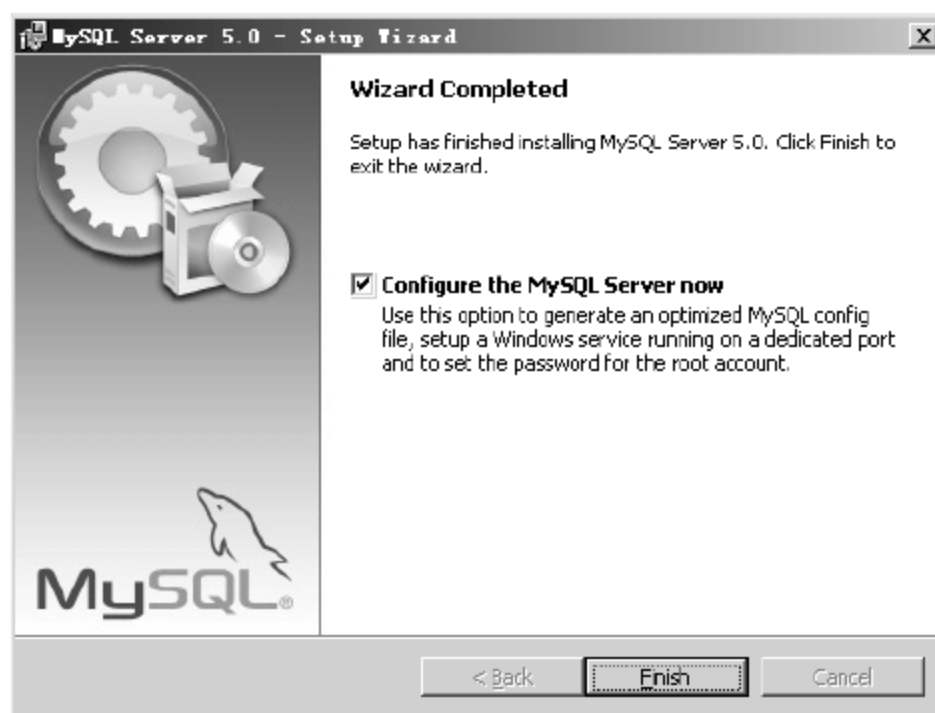 MySQL Server 5.0 - Setup Wizard
Wizard Completed
Setup has finished installing MySQL Server 5.0. Click Finish to
exit the wizard.
Configure the MySQL Server now
Use this option to generate an optimized MySQL config
file, setup a Windows service running on a dedicated port
and to set the password for the root account.
MySQL®
< Back
Finish
Cancel